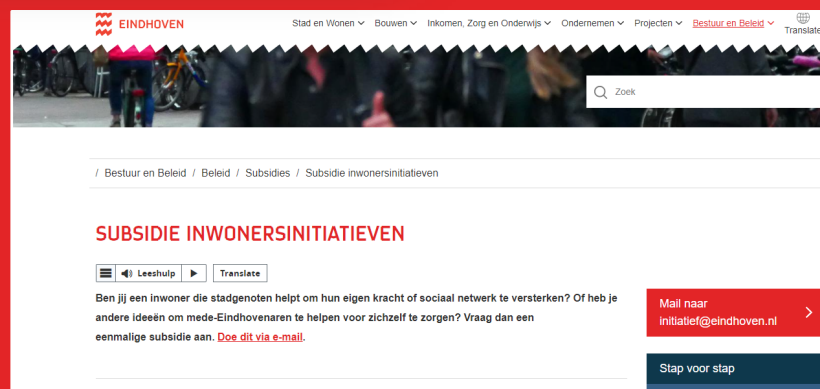 EINDHOVEN
Stad en Wonen Bouwen Inkomen, Zorg en Onderwijs Ondernemen Projecten Bestuur en Beleid Translate
Zoek
/ Bestuur en Beleid / Beleid / Subsidies / Subsidie inwonersinitiatieven
SUBSIDIE INWONERSINITIATIEVEN
Leeshulp Translate
Ben jij een inwoner die stadgenoten helpt om hun eigen kracht of sociaal netwerk te versterken? Of heb je
andere ideeën om mede-Eindhovenaren te helpen voor zichzelf te zorgen? Vraag dan een
eenmalige subsidie aan. Doe dit via e-mail.
Mail naar
initiatief@eindhoven.nl
Stap voor stap